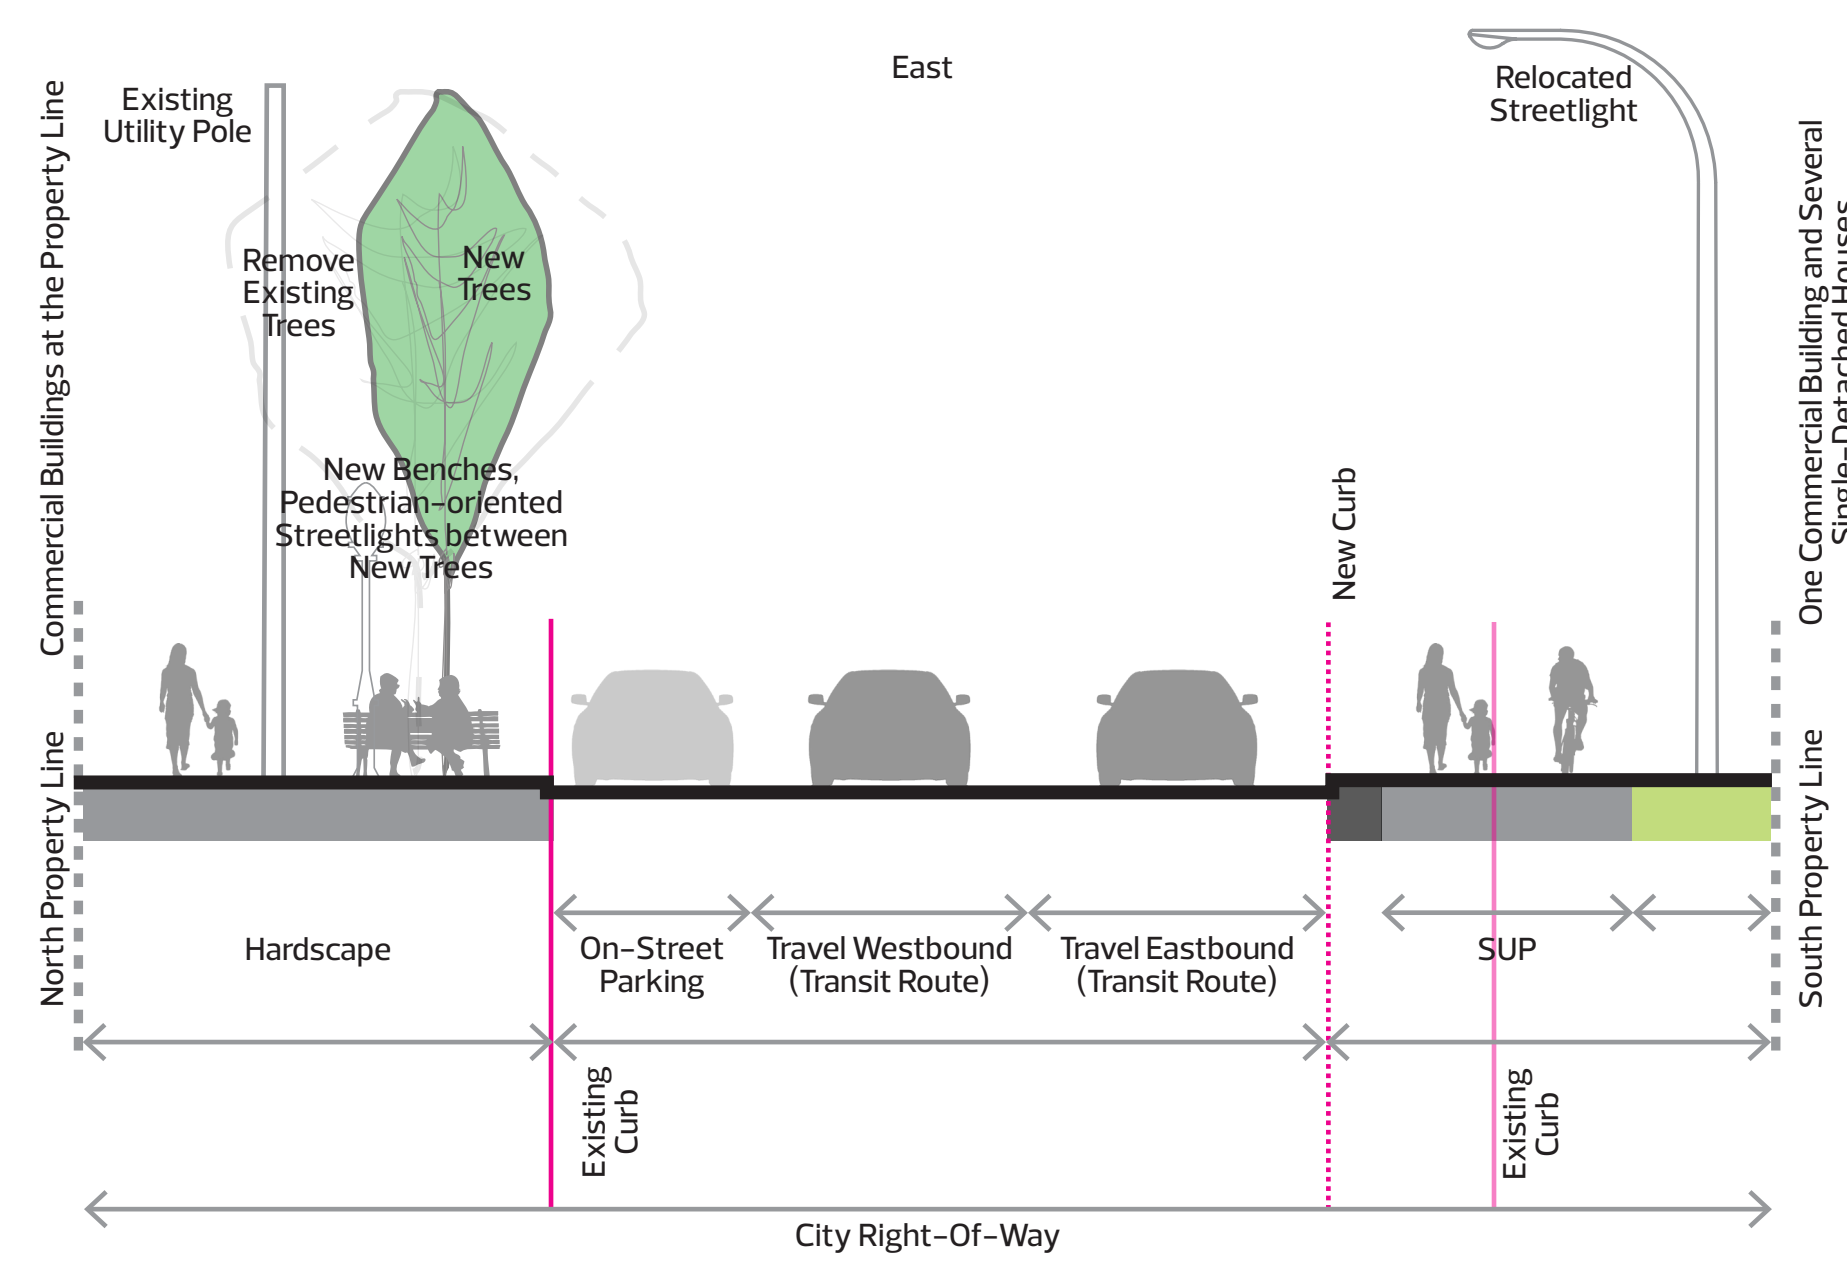 East
Existing
Utility Pole
Relocated
Streetlight
Commercial Buildings at the Property Line
One Commercial Building and Several
Single-Detached Houses
Remove
Existing
Trees
New
Trees
New Benches,
Pedestrian-oriented
Streetlights between
New Trees
New Curb
North Property Line
South Property Line
Hardscape
On-Street
Parking
Travel Westbound
(Transit Route)
Travel Eastbound
(Transit Route)
SUP
Existing
Curb
Existing
Curb
City Right-Of-Way